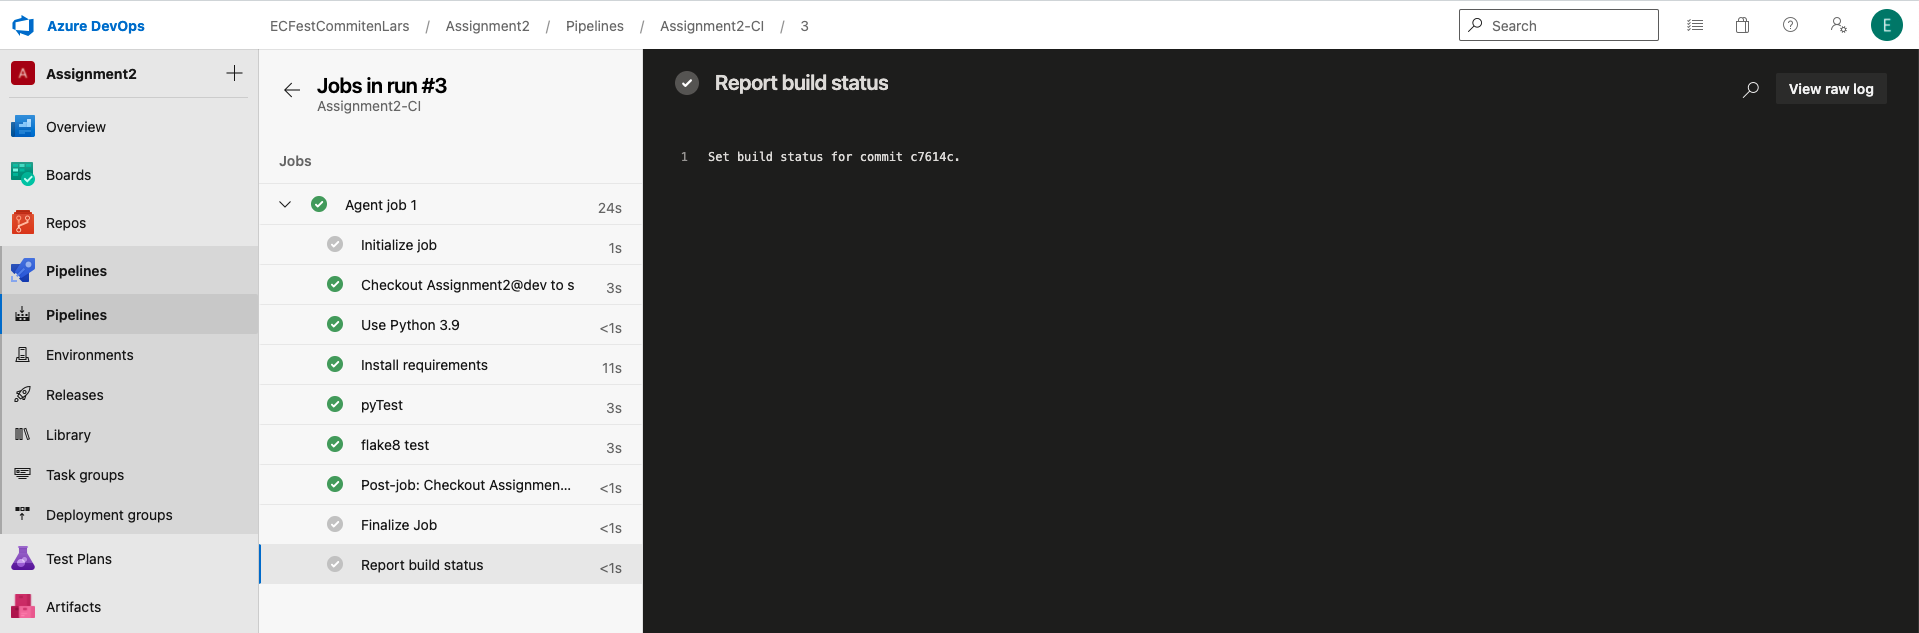 Azure DevOps
ECFestCommitenLars / Assignment2 / Pipelines / Assignment2-CI / 3
Search
E
A Assignment2
Overview
Boards
Repos
Pipelines
Pipelines
Environments
Releases
Library
Task groups
Deployment groups
Test Plans
Artifacts
Jobs in run #3
Assignment2-CI
Jobs
Agent job 1 24s
Initialize job 1s
Checkout Assignment2@dev to s 3s
Use Python 3.9 <1s
Install requirements 11s
pyTest 3s
flake8 test 3s
Post-job: Checkout Assignmen... <1s
Finalize Job <1s
Report build status <1s
Report build status
View raw log
1 Set build status for commit c7614c.